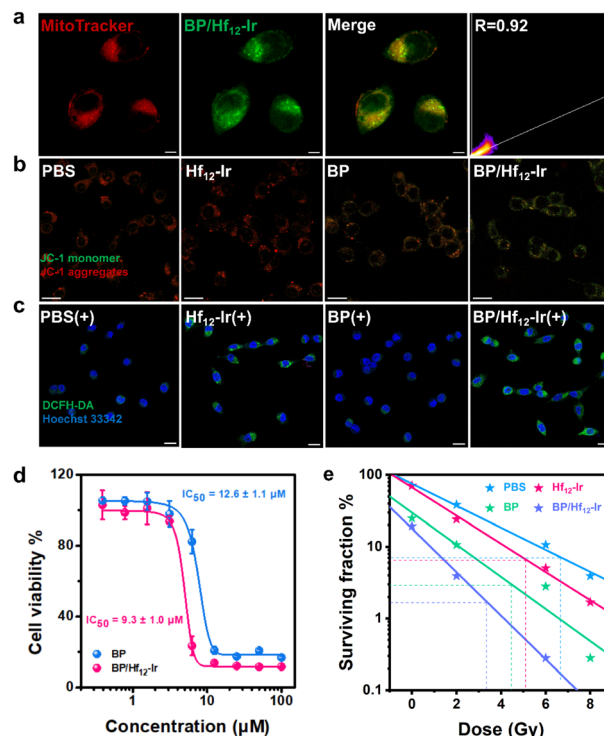 a
MitoTracker BP/Hf₁₂-Ir Merge R=0.92
b
PBS Hf₁₂-Ir BP BP/Hf₁₂-Ir
JC-1 monomer
JC-1 aggregates
c
PBS(+) Hf₁₂-Ir(+) BP(+) BP/Hf₁₂-Ir(+)
DCFH-DA
Hoechst 33342
d
Cell viability %
120
80
40
0
IC₅₀ = 12.6 ± 1.1 μM
IC₅₀ = 9.3 ± 1.0 μM
BP
BP/Hf₁₂-Ir
1 10 100
Concentration (μM)
e
Surviving fraction %
100
10
1
0.1
PBS Hf₁₂-Ir
BP BP/Hf₁₂-Ir
0 2 4 6 8
Dose (Gy)